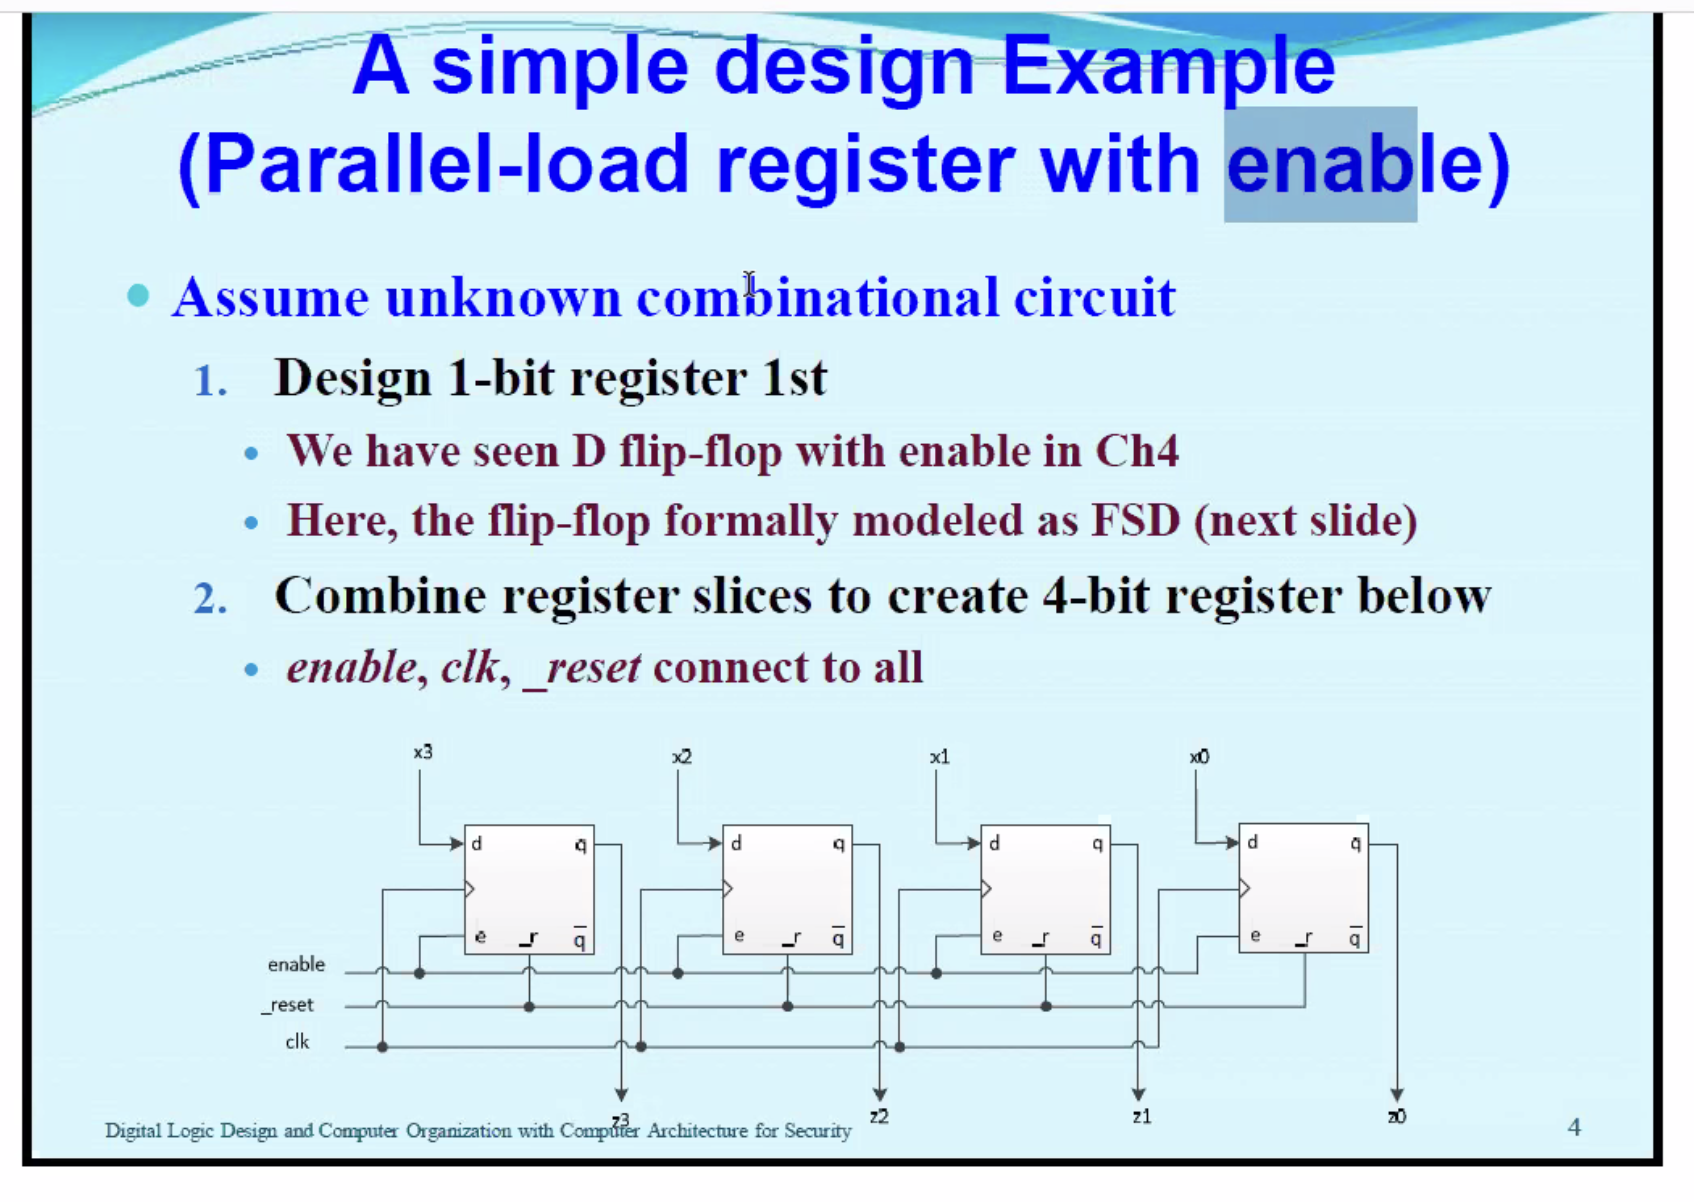 A simple design Example
(Parallel-load register with enable)
Assume unknown combinational circuit
1. Design 1-bit register 1st
We have seen D flip-flop with enable in Ch4
Here, the flip-flop formally modeled as FSD (next slide)
2. Combine register slices to create 4-bit register below
enable, clk, _reset connect to all
x3 x2 x1 x0
d q d q d q d q
e _r q̅ e _r q̅ e _r q̅ e _r q̅
enable
_reset
clk
z3 z2 z1 z0
Digital Logic Design and Computer Organization with Computer Architecture for Security 4